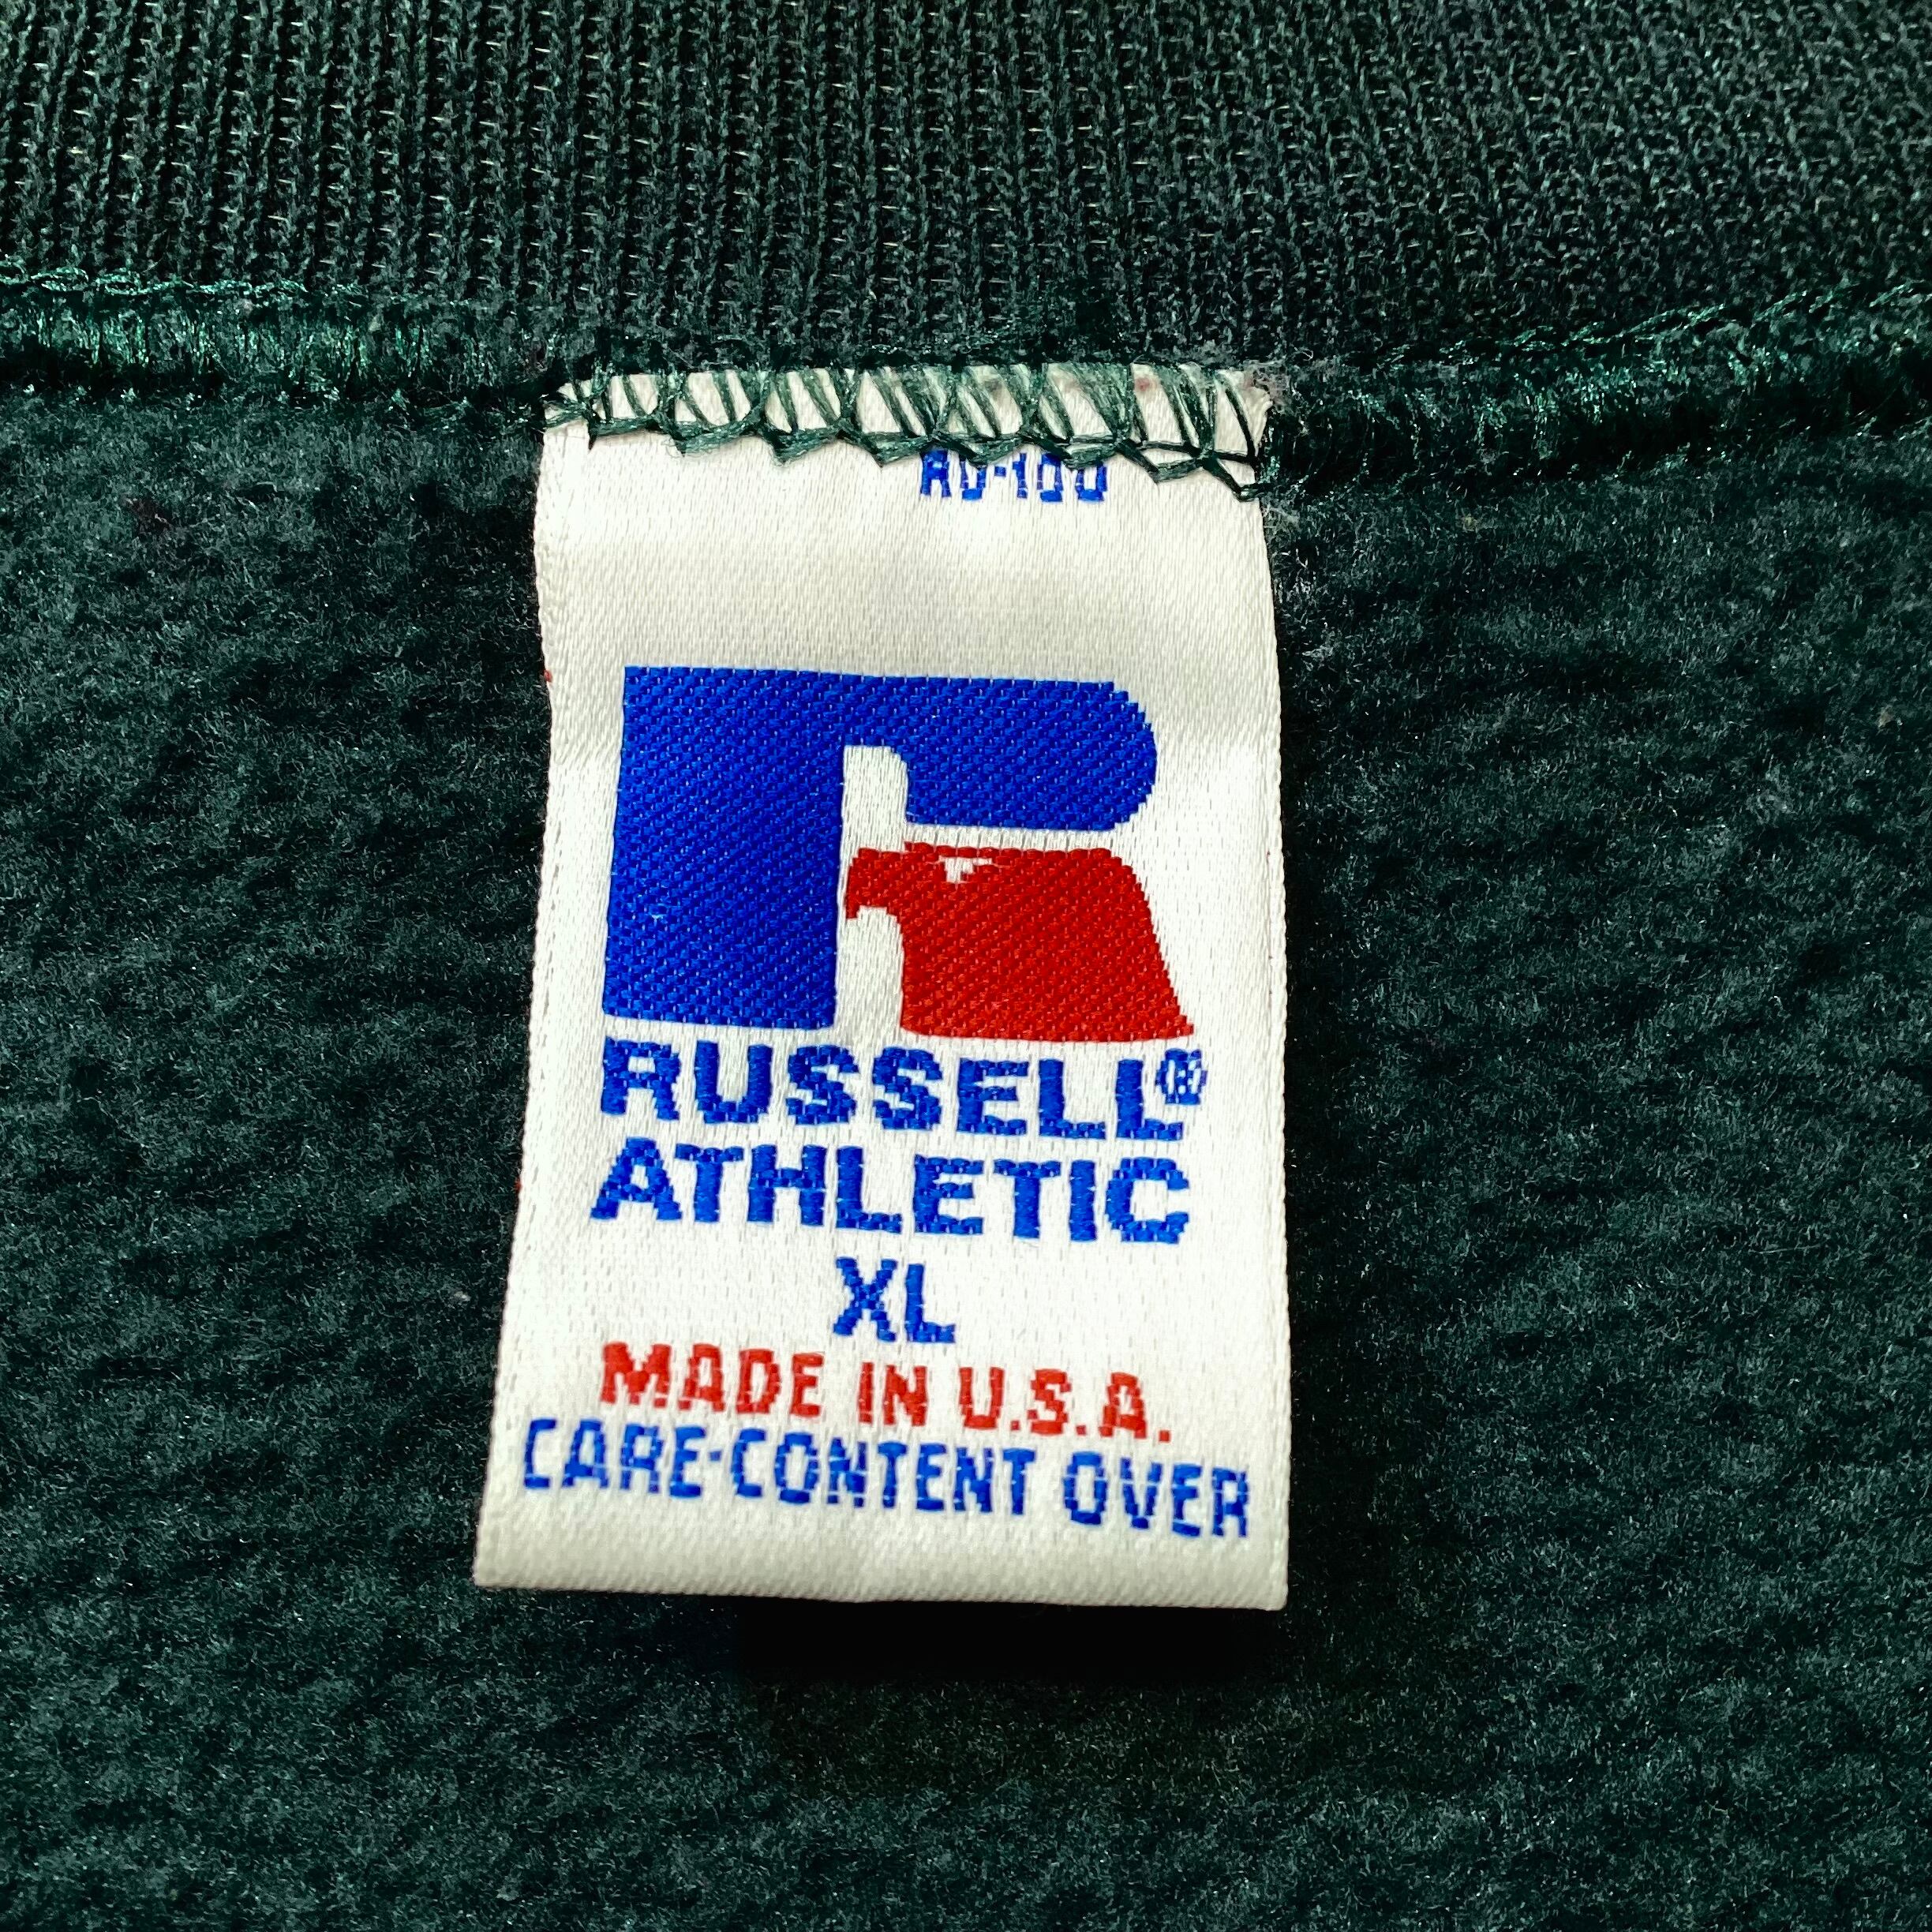 RUSSELL®
ATHLETIC
XL
MADE IN U.S.A.
CARE·CONTENT OVER